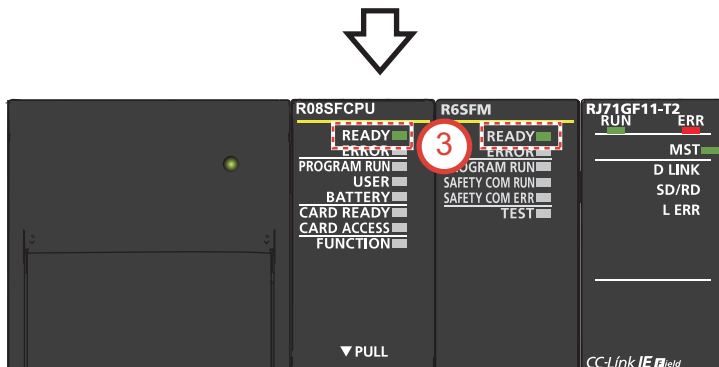 R08SFCPU
READY
ERROR
PROGRAM RUN
USER
BATTERY
CARD READY
CARD ACCESS
FUNCTION
▼PULL
R6SFM
3
READY
ERROR
PROGRAM RUN
SAFETY COM RUN
SAFETY COM ERR
TEST
RJ71GF11-T2
RUN ERR
MST
D LINK
SD/RD
L ERR
CC-Link IE Field